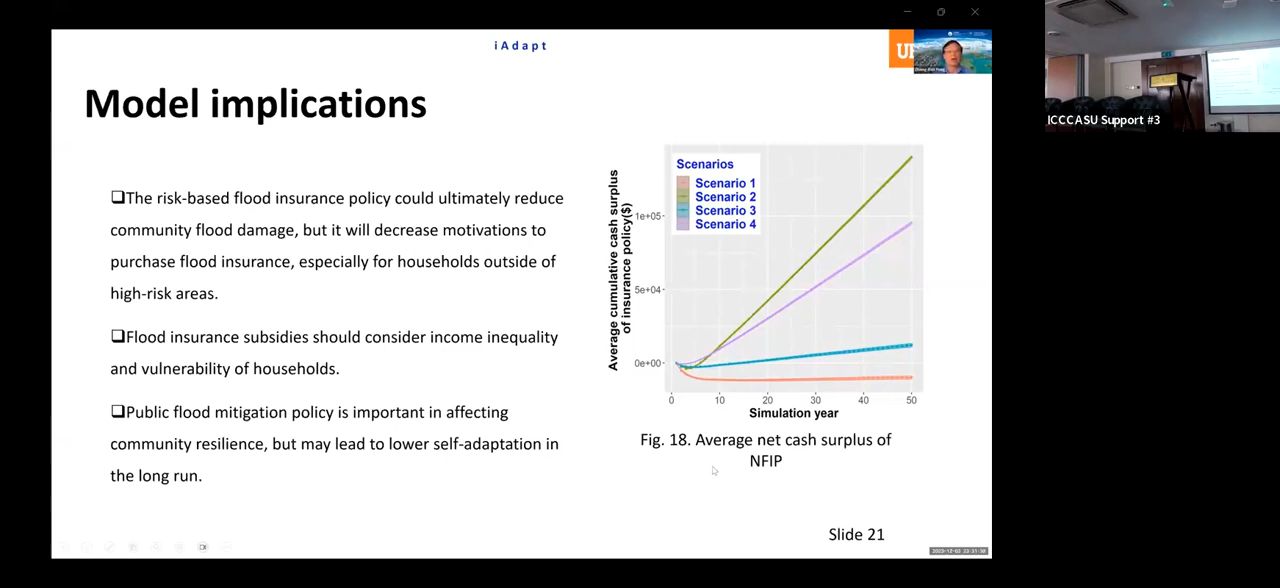 iAdapt
Model implications
❑The risk-based flood insurance policy could ultimately reduce
community flood damage, but it will decrease motivations to
purchase flood insurance, especially for households outside of
high-risk areas.
❑Flood insurance subsidies should consider income inequality
and vulnerability of households.
❑Public flood mitigation policy is important in affecting
community resilience, but may lead to lower self-adaptation in
the long run.
Average cumulative cash surplus
of insurance policy($)
Scenarios
Scenario 1
Scenario 2
Scenario 3
Scenario 4
1e+05
5e+04
0e+00
0 10 20 30 40 50
Simulation year
Fig. 18. Average net cash surplus of
NFIP
Slide 21
ICCCASU Support #3